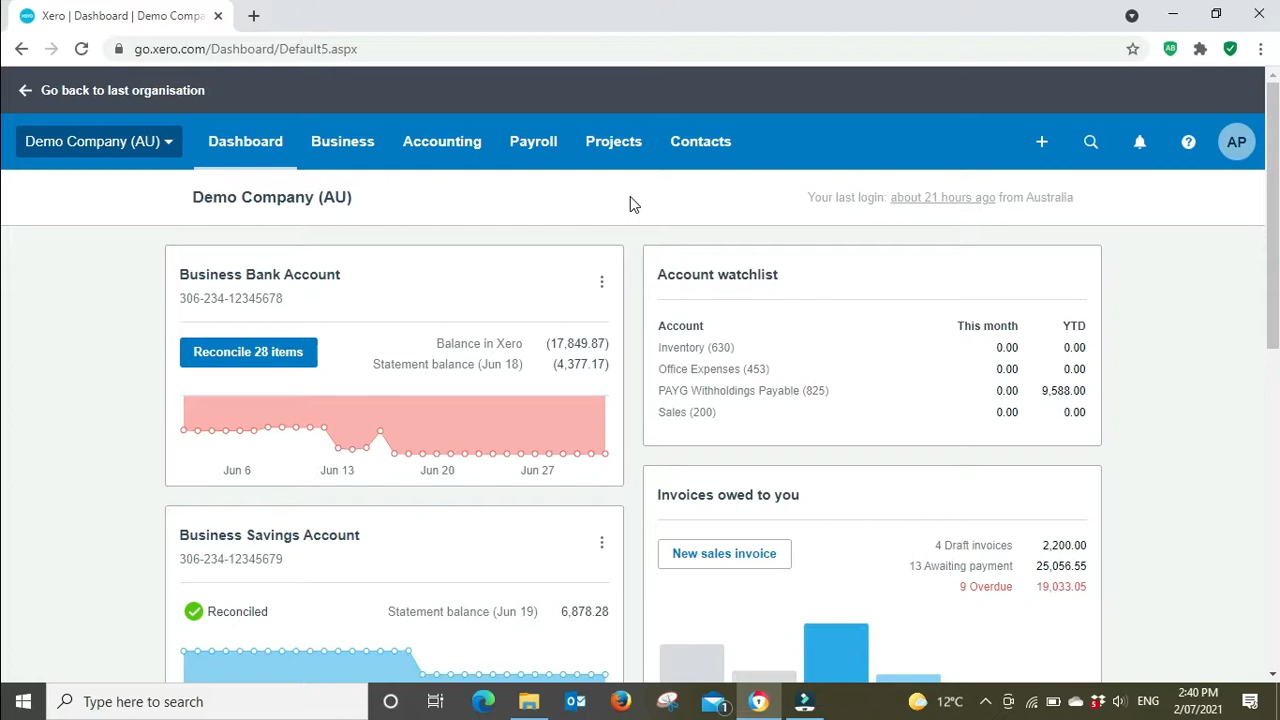 Xero | Dashboard | Demo Compa
go.xero.com/Dashboard/Default5.aspx
AB
Go back to last organisation
Demo Company (AU)
Dashboard
Business
Accounting
Payroll
Projects
Contacts
AP
Demo Company (AU)
Your last login: about 21 hours ago from Australia
Business Bank Account
306-234-12345678
Reconcile 28 items
Balance in Xero (17,849.87)
Statement balance (Jun 18) (4,377.17)
Jun 6 Jun 13 Jun 20 Jun 27
Business Savings Account
306-234-12345679
Reconciled
Statement balance (Jun 19) 6,878.28
Account watchlist
Account This month YTD
Inventory (630) 0.00 0.00
Office Expenses (453) 0.00 0.00
PAYG Withholdings Payable (825) 0.00 9,588.00
Sales (200) 0.00 0.00
Invoices owed to you
New sales invoice
4 Draft invoices 2,200.00
13 Awaiting payment 25,056.55
9 Overdue 19,033.05
Type here to search
1
12°C
ENG
2:40 PM
2/07/2021